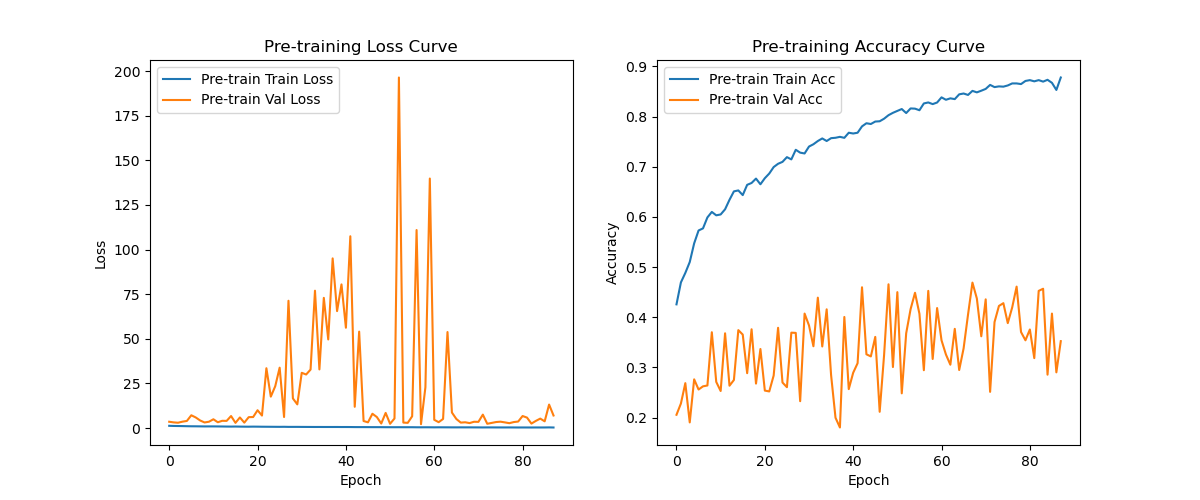 Pre-training Loss Curve
Pre-train Train Loss
Pre-train Val Loss
Loss
200
175
150
125
100
75
50
25
0
0 20 40 60 80
Epoch
Pre-training Accuracy Curve
Pre-train Train Acc
Pre-train Val Acc
Accuracy
0.9
0.8
0.7
0.6
0.5
0.4
0.3
0.2
0 20 40 60 80
Epoch